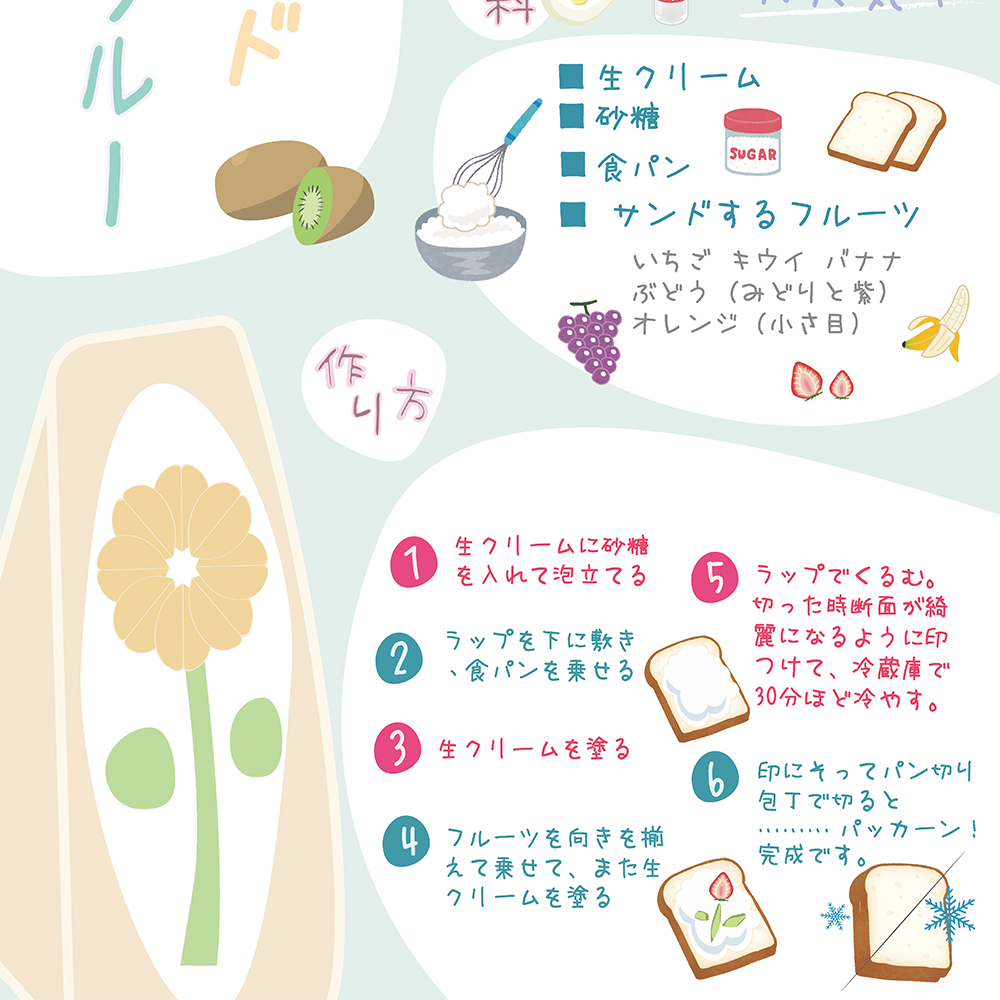 ド
ルー
料
■ 生クリーム
■ 砂糖
■ 食パン
■ サンドするフルーツ
いちご キウイ バナナ
ぶどう (みどりと紫)
オレンジ (小さ目)
SUGAR
作り方
1 生クリームに砂糖
を入れて泡立てる
2 ラップを下に敷き
、食パンを乗せる
3 生クリームを塗る
4 フルーツを向きを揃
えて乗せて、また生
クリームを塗る
5 ラップでくるむ。
切った時断面が綺
麗になるように印
つけて、冷蔵庫で
30分ほど冷やす。
6 印にそってパン切り
包丁で切ると
……… パッカーン!
完成です。